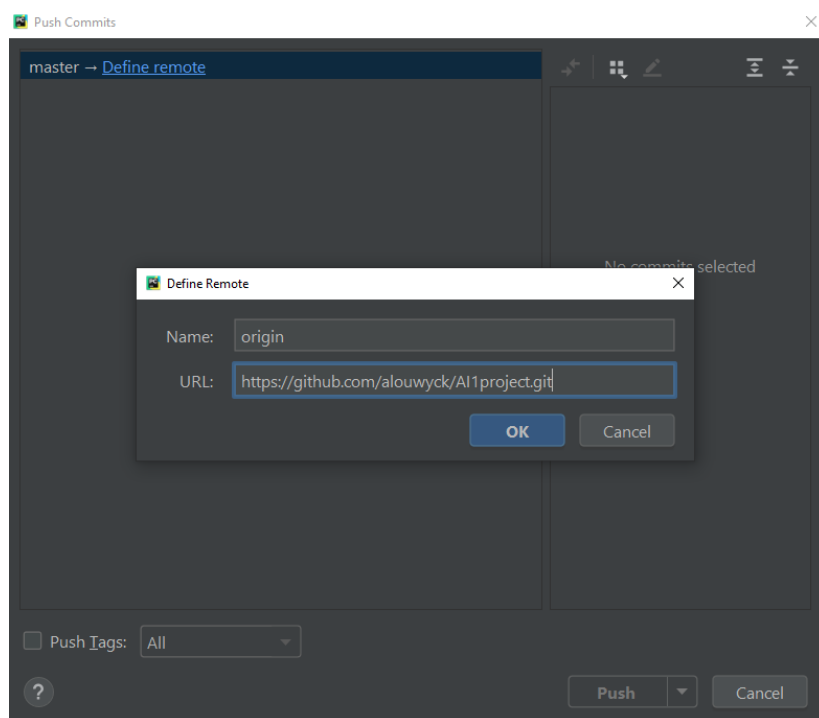 Push Commits
master → Define remote
No commits selected
Define Remote
Name: origin
URL: https://github.com/alouwyck/AI1project.git
OK Cancel
Push Tags: All
? Push Cancel